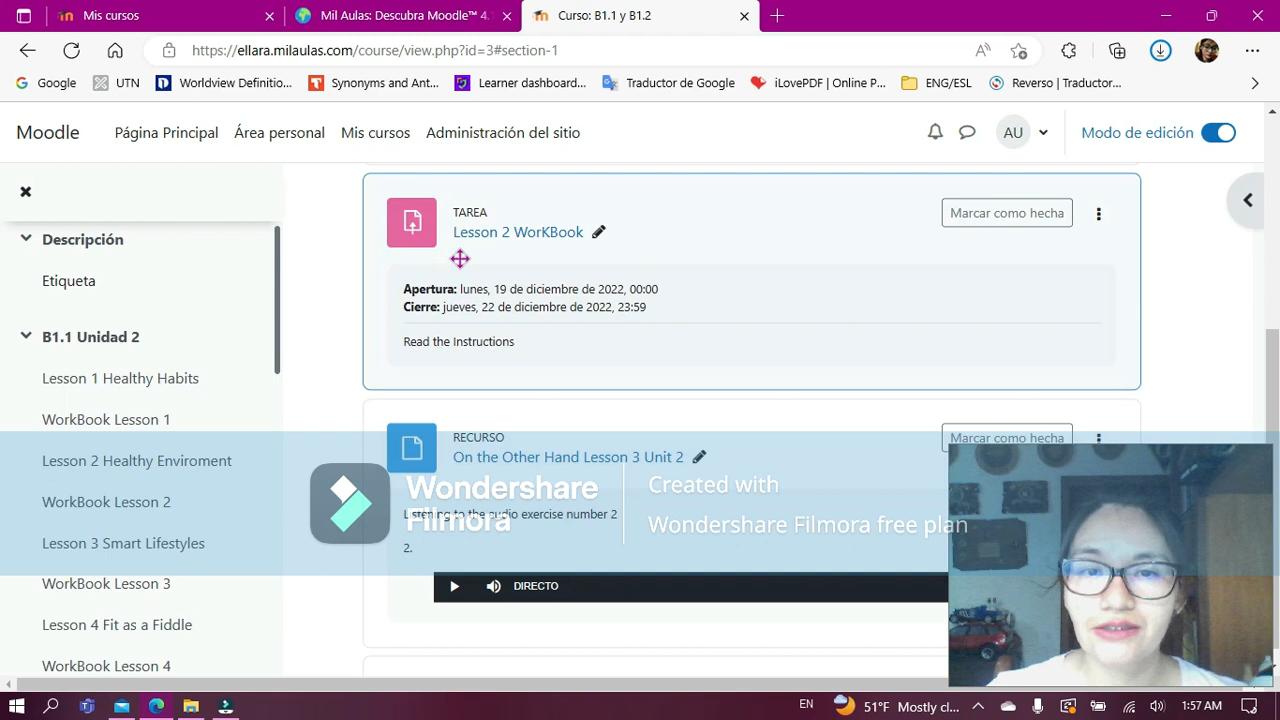 Mis cursos
Mil Aulas: Descubra Moodle™ 4.
Curso: B1.1 y B1.2
https://ellara.milaulas.com/course/view.php?id=3#section-1
Google
UTN
Worldview Definitio...
Synonyms and Ant...
Learner dashboard...
Traductor de Google
iLovePDF | Online P...
ENG/ESL
Reverso | Traductor...
Moodle
Página Principal
Área personal
Mis cursos
Administración del sitio
AU
Modo de edición
Descripción
Etiqueta
B1.1 Unidad 2
Lesson 1 Healthy Habits
WorkBook Lesson 1
Lesson 2 Healthy Enviroment
WorkBook Lesson 2
Lesson 3 Smart Lifestyles
WorkBook Lesson 3
Lesson 4 Fit as a Fiddle
WorkBook Lesson 4
TAREA
Lesson 2 WorKBook
Marcar como hecha
Apertura: lunes, 19 de diciembre de 2022, 00:00
Cierre: jueves, 22 de diciembre de 2022, 23:59
Read the Instructions
RECURSO
On the Other Hand Lesson 3 Unit 2
Marcar como hecha
Listening to the audio exercise number 2
2.
DIRECTO
Wondershare
Filmora
Created with
Wondershare Filmora free plan
EN
51°F Mostly cl...
1:57 AM